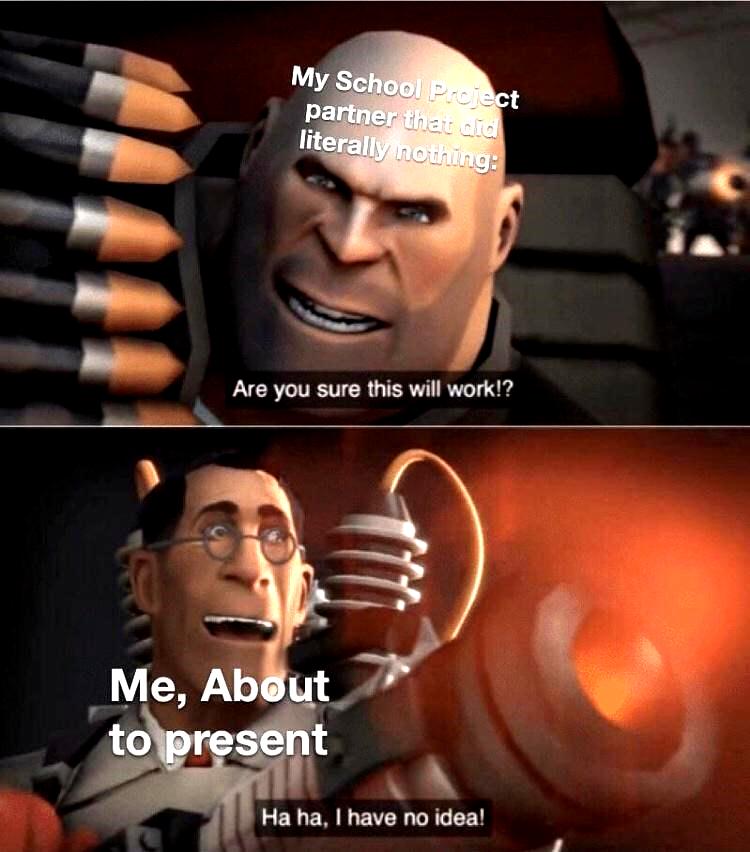 My School Project
partner that did
literally nothing:
Are you sure this will work!?
Me, About
to present
Ha ha, I have no idea!